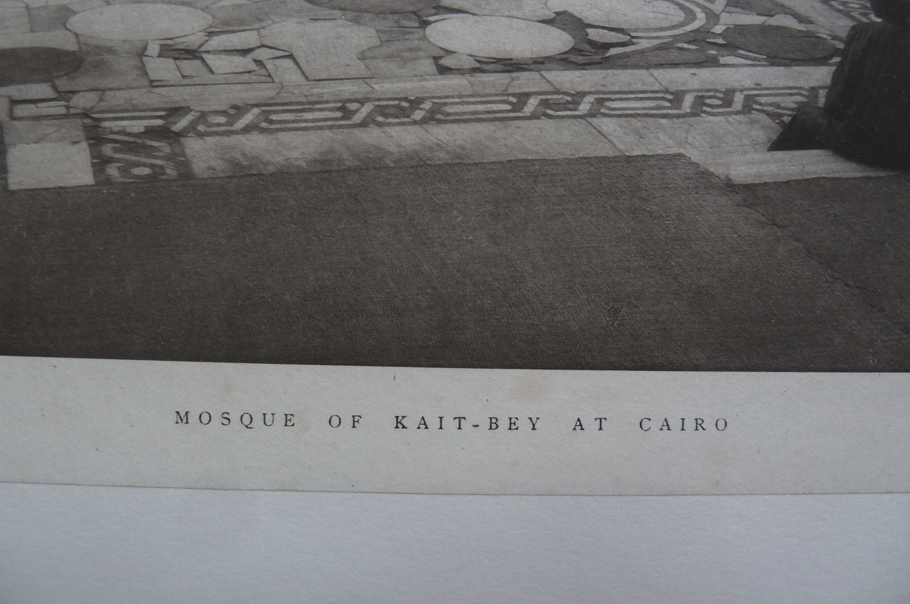 MOSQUE OF KAIT-BEY AT CAIRO